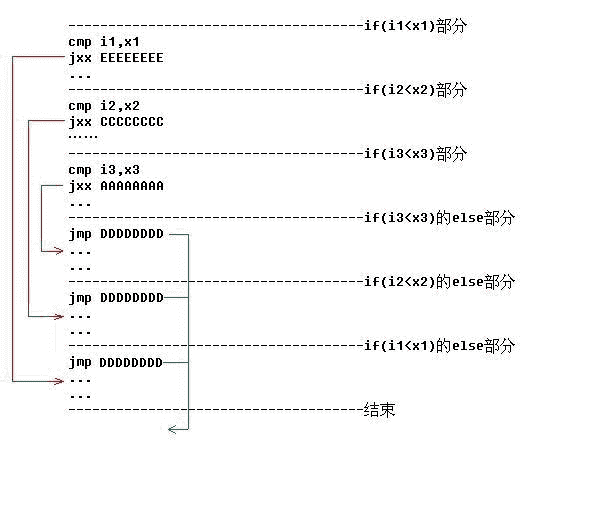 -------------------------------------if(i1<x1)部分
cmp i1,x1
jxx EEEEEEEE
...
-------------------------------------if(i2<x2)部分
cmp i2,x2
jxx CCCCCCCC
......
-------------------------------------if(i3<x3)部分
cmp i3,x3
jxx AAAAAAAA
...
-------------------------------------if(i3<x3)的else部分
jmp DDDDDDDD
...
...
-------------------------------------if(i2<x2)的else部分
jmp DDDDDDDD
...
...
-------------------------------------if(i1<x1)的else部分
jmp DDDDDDDD
...
...
-------------------------------------结束